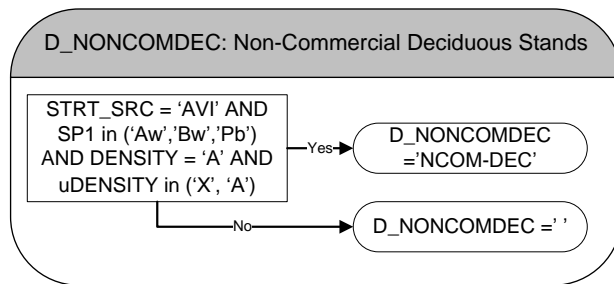 D_NONCOMDEC: Non-Commercial Deciduous Stands
STRT_SRC = ‘AVI’ AND
SP1 in (‘Aw’,’Bw’,’Pb’)
AND DENSITY = ‘A’ AND
uDENSITY in (‘X’, ‘A’)
Yes
D_NONCOMDEC
=’NCOM-DEC’
No
D_NONCOMDEC =’ ’